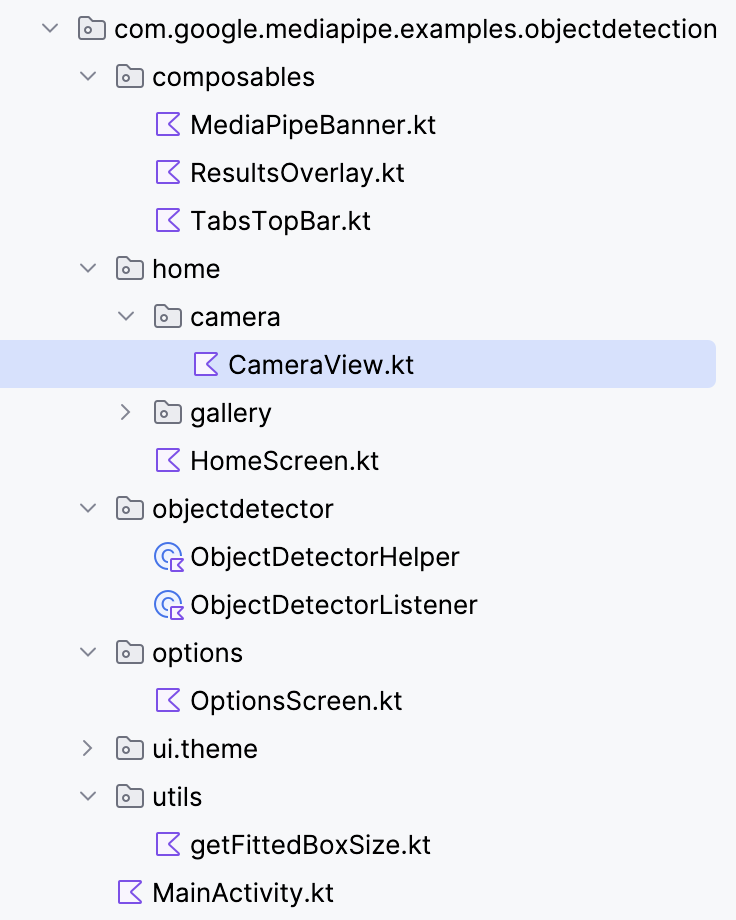 com.google.mediapipe.examples.objectdetection
composables
MediaPipeBanner.kt
ResultsOverlay.kt
TabsTopBar.kt
home
camera
CameraView.kt
gallery
HomeScreen.kt
objectdetector
ObjectDetectorHelper
ObjectDetectorListener
options
OptionsScreen.kt
ui.theme
utils
getFittedBoxSize.kt
MainActivity.kt